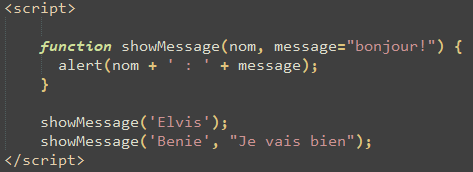 <script>
function showMessage(nom, message="bonjour!") {
alert(nom + ' : ' + message);
}
showMessage('Elvis');
showMessage('Benie', "Je vais bien");
</script>